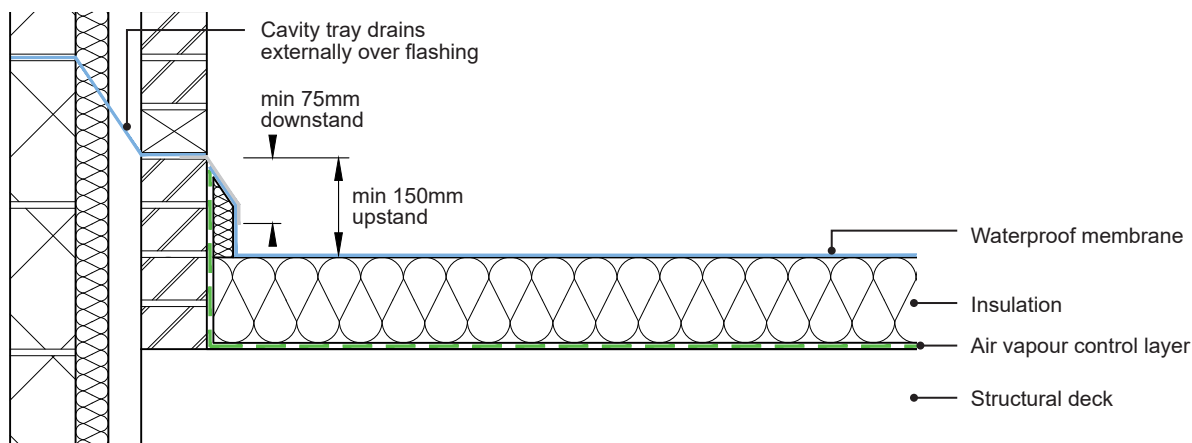 Cavity tray drains
externally over flashing
min 75mm
downstand
min 150mm
upstand
Waterproof membrane
Insulation
Air vapour control layer
Structural deck